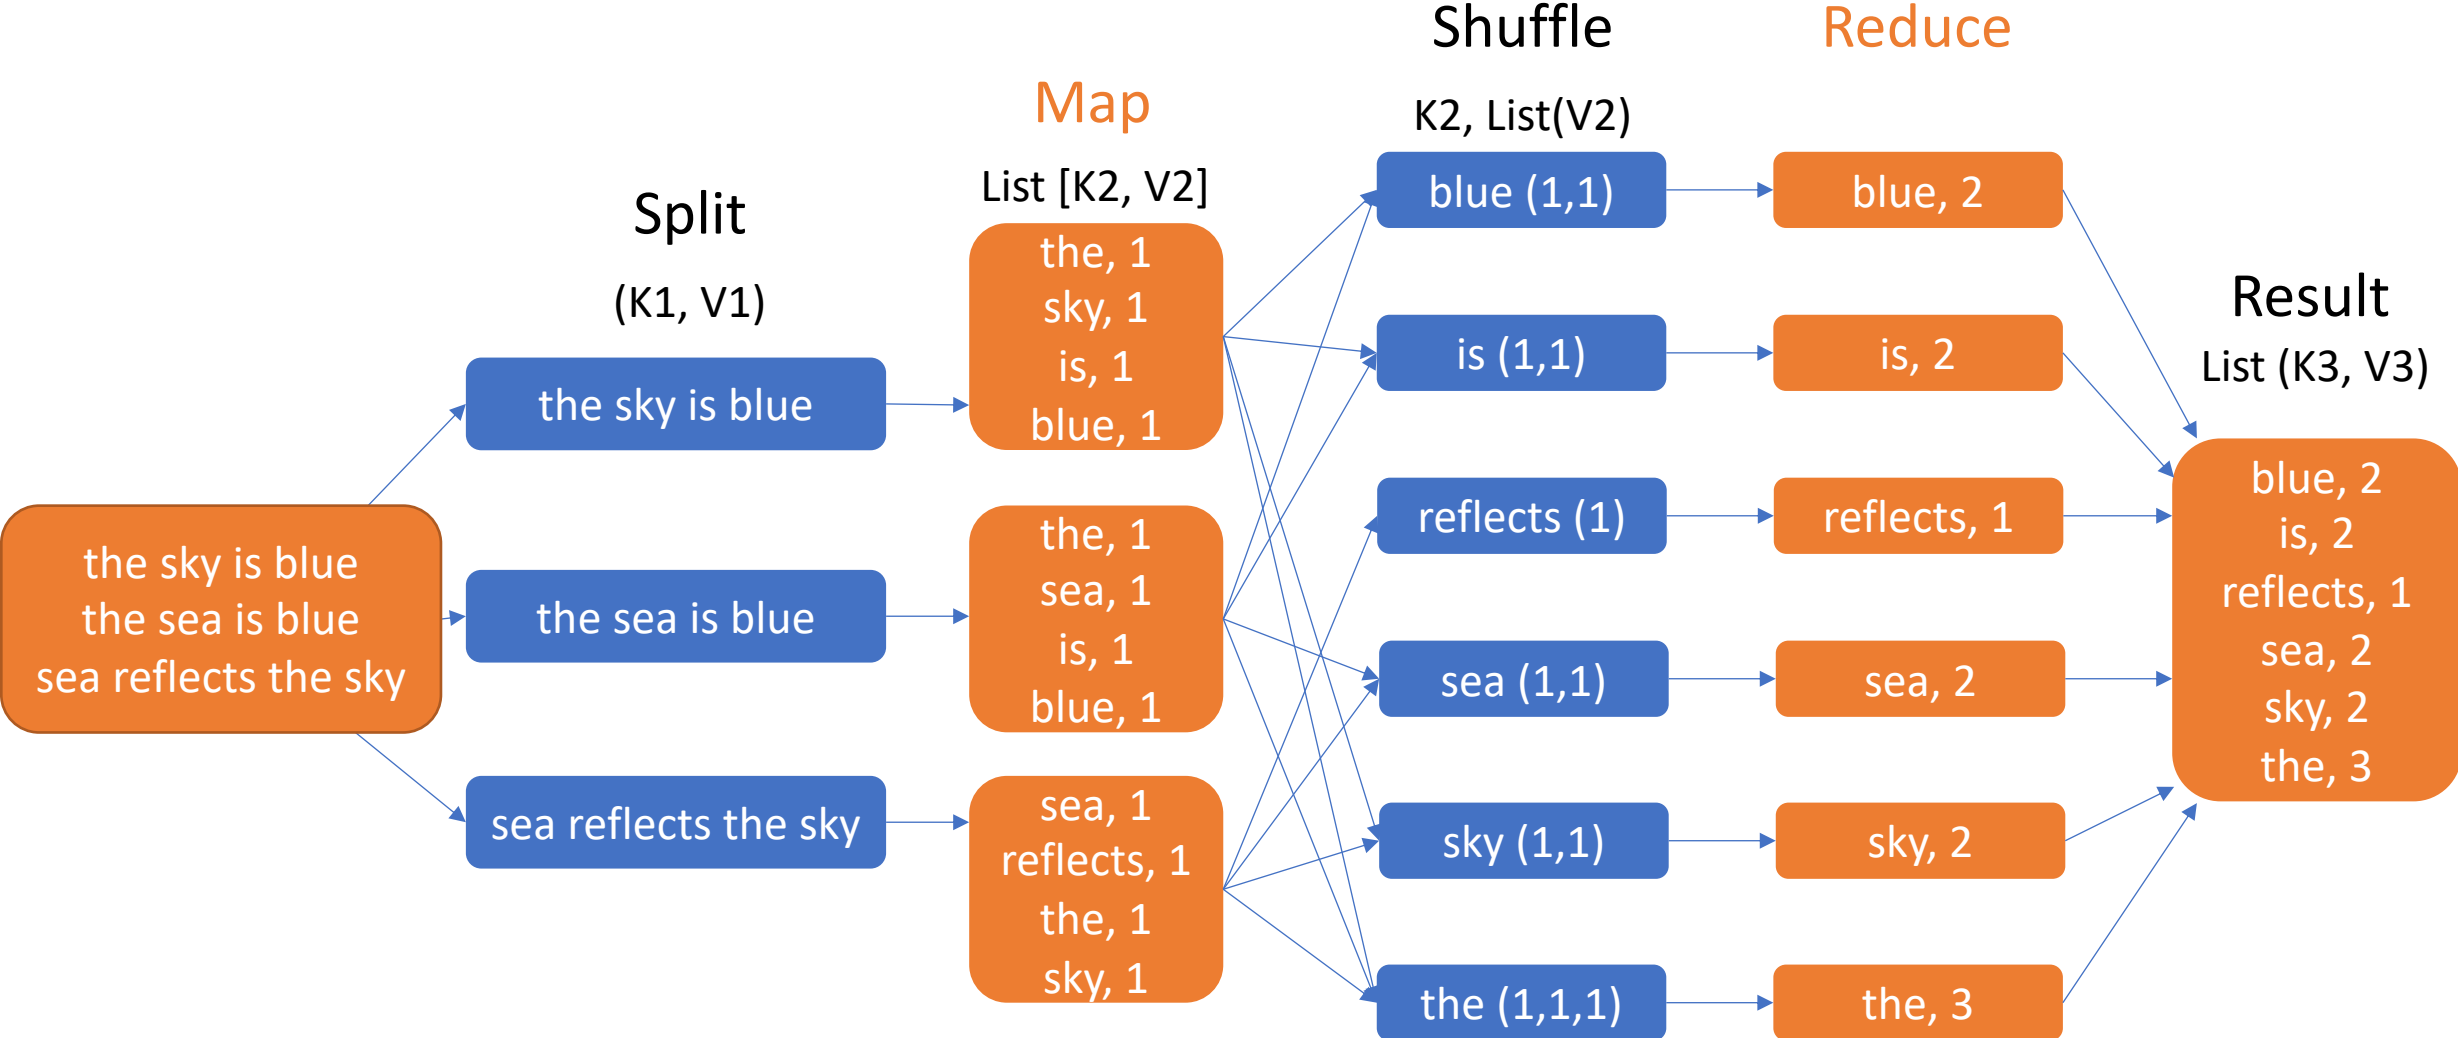 the sky is blue
the sea is blue
sea reflects the sky
Split
(K1, V1)
the sky is blue
the sea is blue
sea reflects the sky
Map
List [K2, V2]
the, 1
sky, 1
is, 1
blue, 1
the, 1
sea, 1
is, 1
blue, 1
sea, 1
reflects, 1
the, 1
sky, 1
Shuffle
K2, List(V2)
blue (1,1)
is (1,1)
reflects (1)
sea (1,1)
sky (1,1)
the (1,1,1)
Reduce
blue, 2
is, 2
reflects, 1
sea, 2
sky, 2
the, 3
Result
List (K3, V3)
blue, 2
is, 2
reflects, 1
sea, 2
sky, 2
the, 3